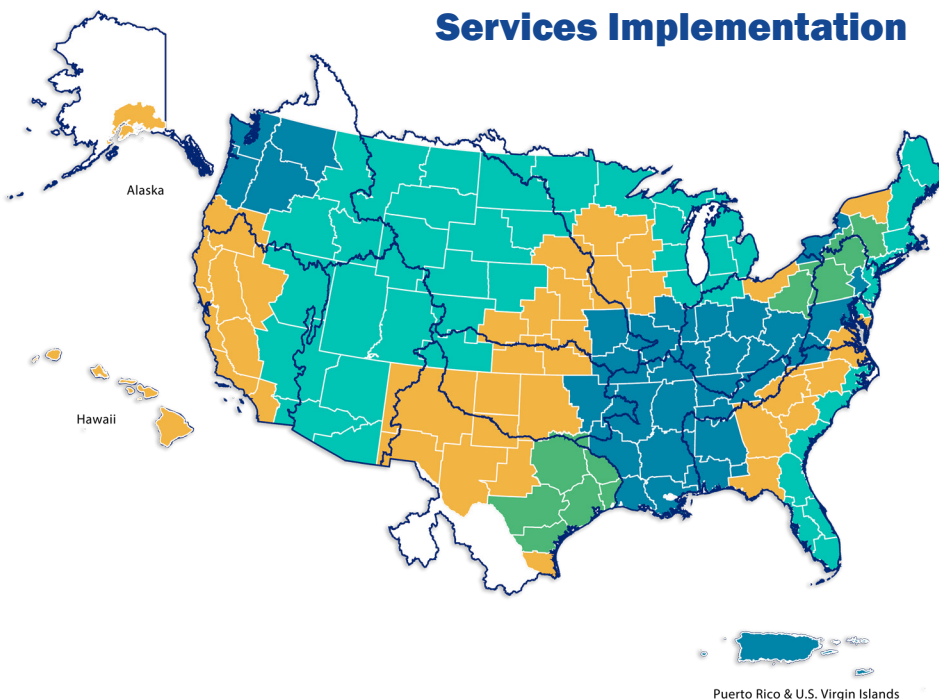 Services Implementation
Alaska
Hawaii
Puerto Rico & U.S. Virgin Islands